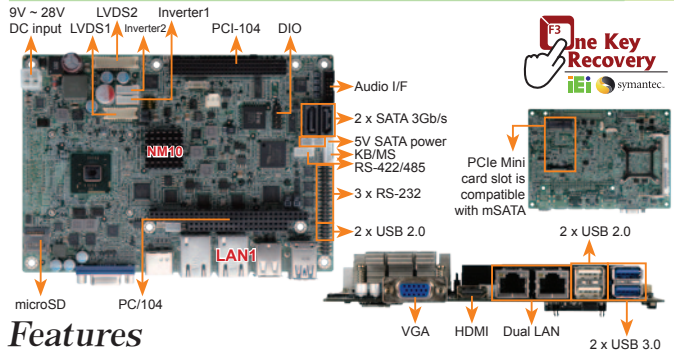 9V ~ 28V
DC input
LVDS2
LVDS1
Inverter1
Inverter2
PCI-104
DIO
Audio I/F
2 x SATA 3Gb/s
5V SATA power
KB/MS
RS-422/485
3 x RS-232
2 x USB 2.0
NM10
LAN1
microSD
PC/104
F3
One Key
Recovery
iEi
symantec.
PCIe Mini
card slot is
compatible
with mSATA
2 x USB 2.0
VGA
HDMI
Dual LAN
2 x USB 3.0
Features